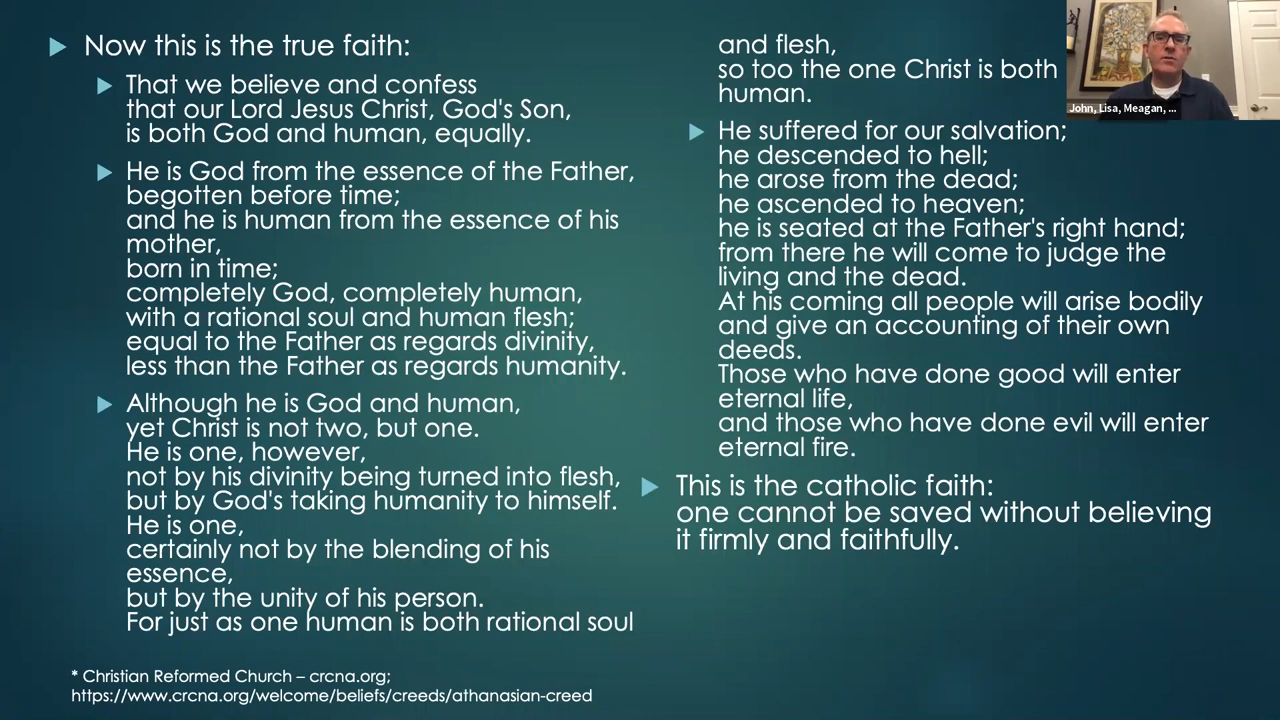 Now this is the true faith:
That we believe and confess
that our Lord Jesus Christ, God's Son,
is both God and human, equally.
He is God from the essence of the Father,
begotten before time;
and he is human from the essence of his
mother,
born in time;
completely God, completely human,
with a rational soul and human flesh;
equal to the Father as regards divinity,
less than the Father as regards humanity.
Although he is God and human,
yet Christ is not two, but one.
He is one, however,
not by his divinity being turned into flesh,
but by God's taking humanity to himself.
He is one,
certainly not by the blending of his
essence,
but by the unity of his person.
For just as one human is both rational soul
and flesh,
so too the one Christ is both
human.
He suffered for our salvation;
he descended to hell;
he arose from the dead;
he ascended to heaven;
he is seated at the Father's right hand;
from there he will come to judge the
living and the dead.
At his coming all people will arise bodily
and give an accounting of their own
deeds.
Those who have done good will enter
eternal life,
and those who have done evil will enter
eternal fire.
This is the catholic faith:
one cannot be saved without believing
it firmly and faithfully.
* Christian Reformed Church – crcna.org;
https://www.crcna.org/welcome/beliefs/creeds/athanasian-creed
John, Lisa, Meagan, ...